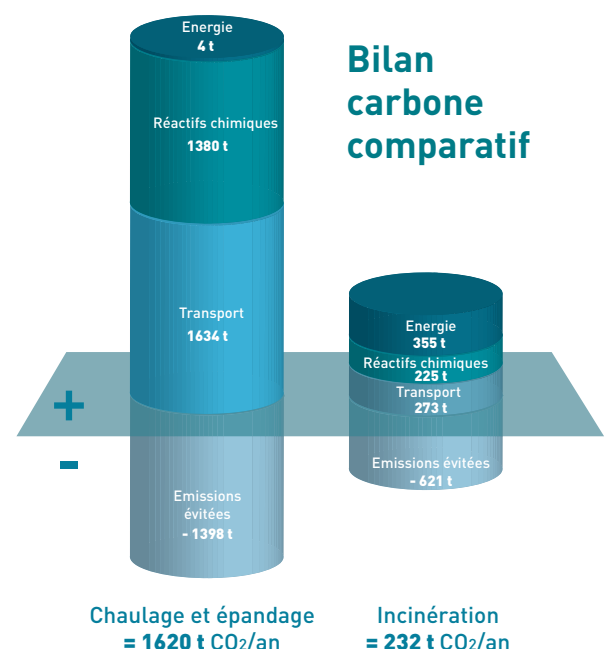 Bilan
carbone
comparatif
Energie
4 t
Réactifs chimiques
1380 t
Transport
1634 t
Emissions
évitées
- 1398 t
Energie
355 t
Réactifs chimiques
225 t
Transport
273 t
Emissions évitées
- 621 t
+
-
Chaulage et épandage
= 1620 t CO2/an
Incinération
= 232 t CO2/an